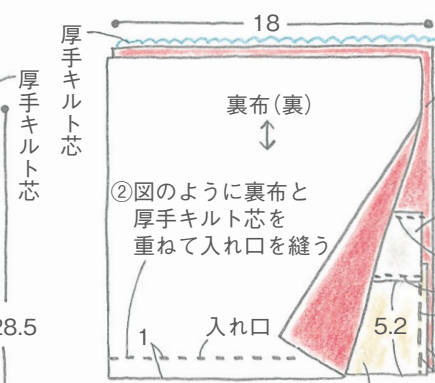 18
厚手キルト芯
厚手キルト芯
裏布(裏)
②図のように裏布と
厚手キルト芯を
重ねて入れ口を縫う
28.5
1
入れ口
5.2